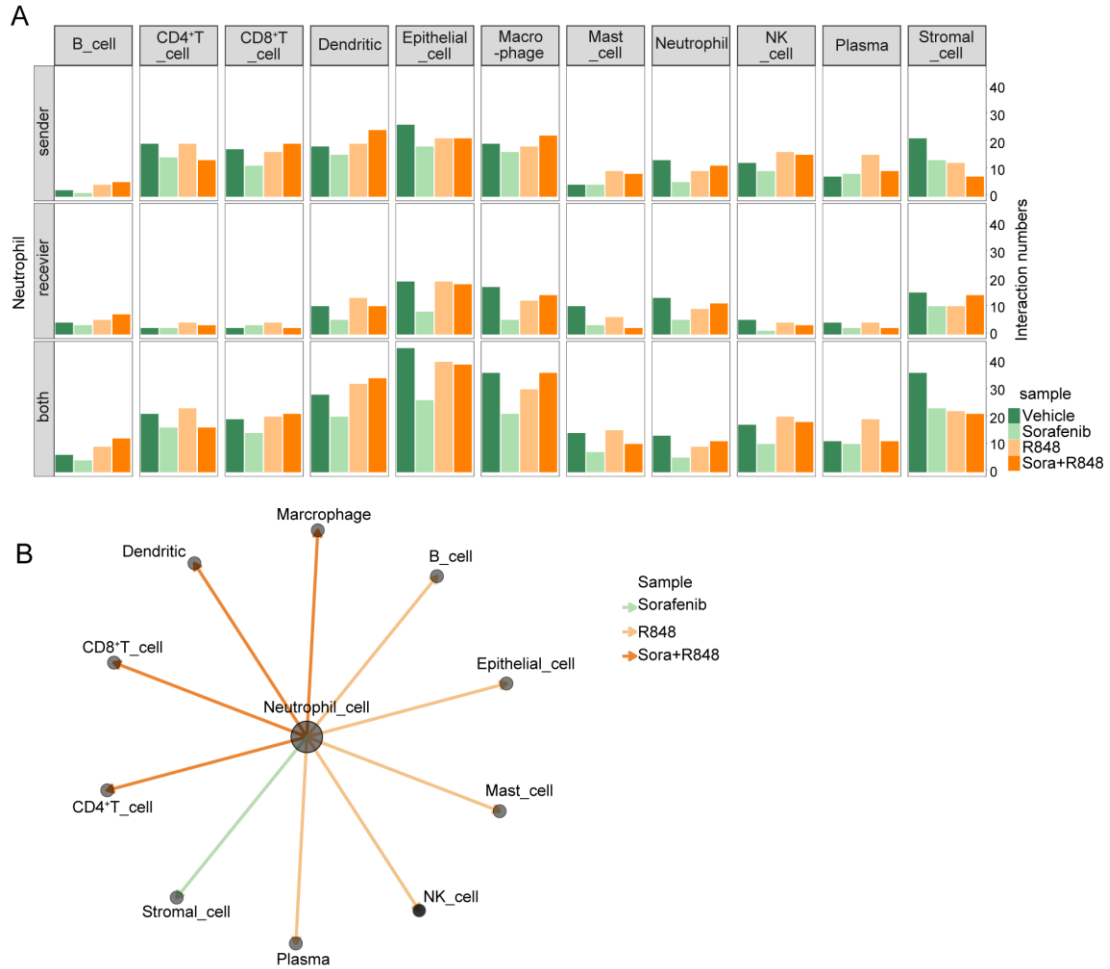 A
B_cell
CD4⁺T
_cell
CD8⁺T
_cell
Dendritic
Epithelial
_cell
Macro
-phage
Mast
_cell
Neutrophil
NK
_cell
Plasma
Stromal
_cell
Neutrophil
sender
recevier
both
40
30
20
10
0
40
30
20
10
0
40
30
20
10
0
Interaction numbers
sample
Vehicle
Sorafenib
R848
Sora+R848
B
Marcrophage
Dendritic
B_cell
CD8⁺T_cell
Epithelial_cell
Neutrophil_cell
CD4⁺T_cell
Mast_cell
Stromal_cell
NK_cell
Plasma
Sample
Sorafenib
R848
Sora+R848